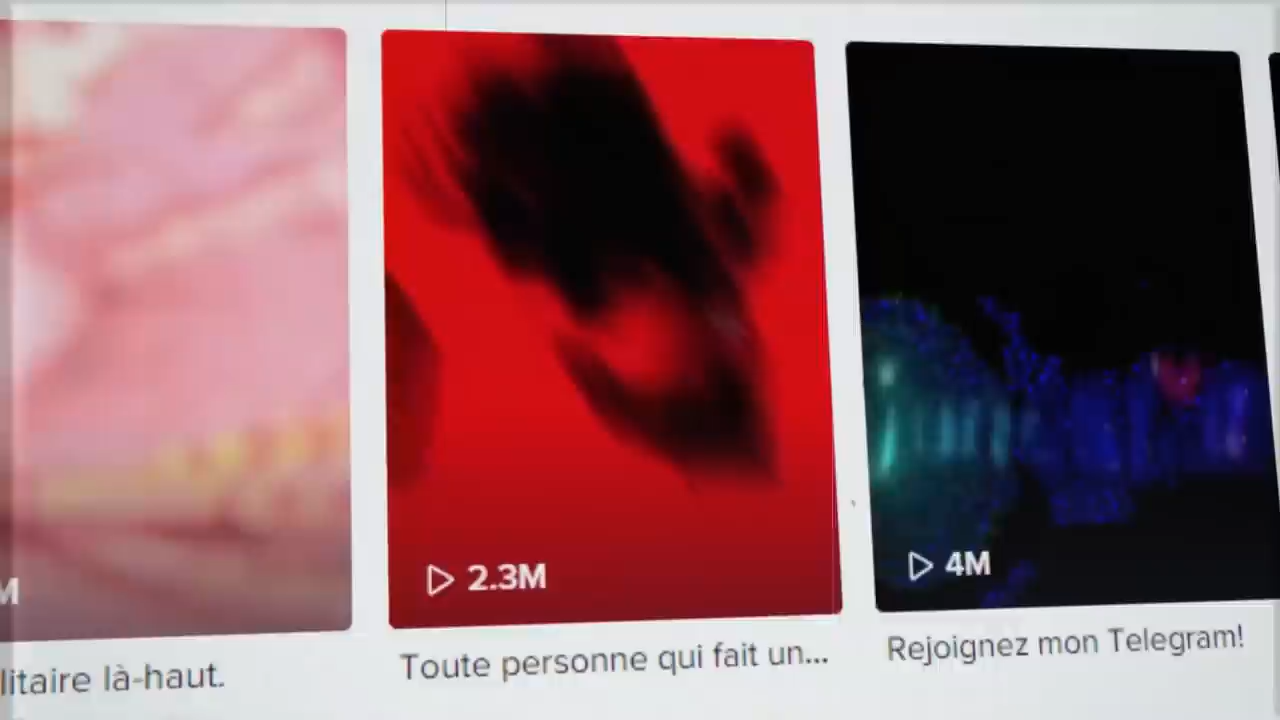 M
litaire là-haut.
2.3M
Toute personne qui fait un...
4M
Rejoignez mon Telegram!